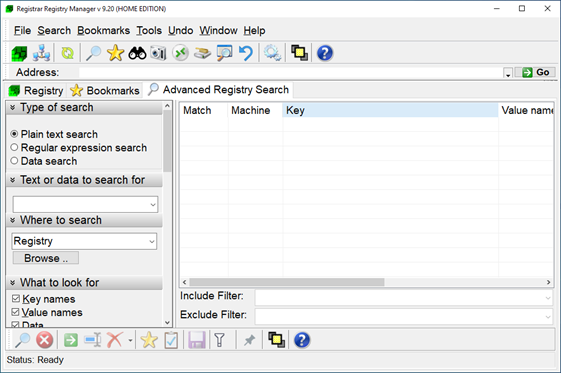 Registrar Registry Manager v 9.20 (HOME EDITION)
File Search Bookmarks Tools Undo Window Help
Address: Go
Registry Bookmarks Advanced Registry Search
Type of search
Match Machine Key Value name
Plain text search
Regular expression search
Data search
Text or data to search for
Where to search
Registry
Browse ..
What to look for
Key names
Value names
Data
Include Filter:
Exclude Filter:
Status: Ready